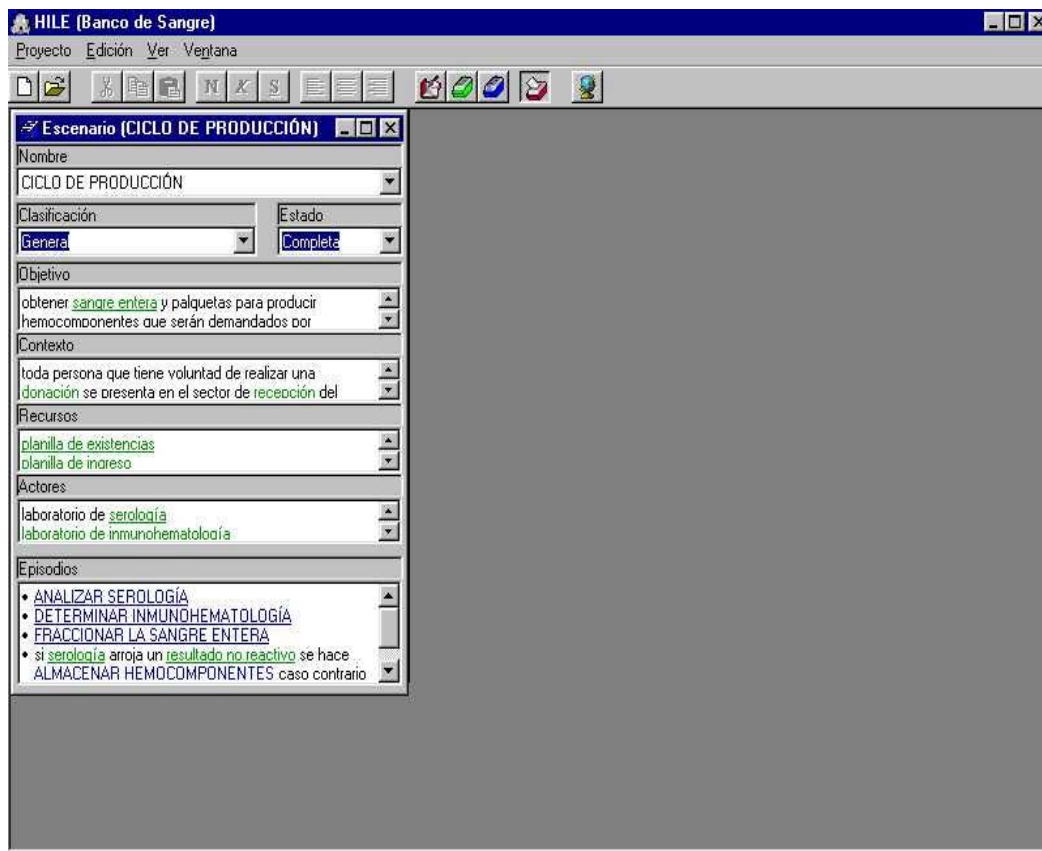 HILE (Banco de Sangre)
Proyecto Edición Ver Ventana
N K S
Escenario (CICLO DE PRODUCCIÓN)
Nombre
CICLO DE PRODUCCIÓN
Clasificación Estado
General Completa
Objetivo
obtener sangre entera y palquetas para producir
hemocomponentes que serán demandados por
Contexto
toda persona que tiene voluntad de realizar una
donación se presenta en el sector de recepción del
Recursos
planilla de existencias
planilla de ingreso
Actores
laboratorio de serología
laboratorio de inmunohematología
Episodios
• ANALIZAR SEROLOGÍA
• DETERMINAR INMUNOHEMATOLOGÍA
• FRACCIONAR LA SANGRE ENTERA
• si serología arroja un resultado no reactivo se hace
ALMACENAR HEMOCOMPONENTES caso contrario